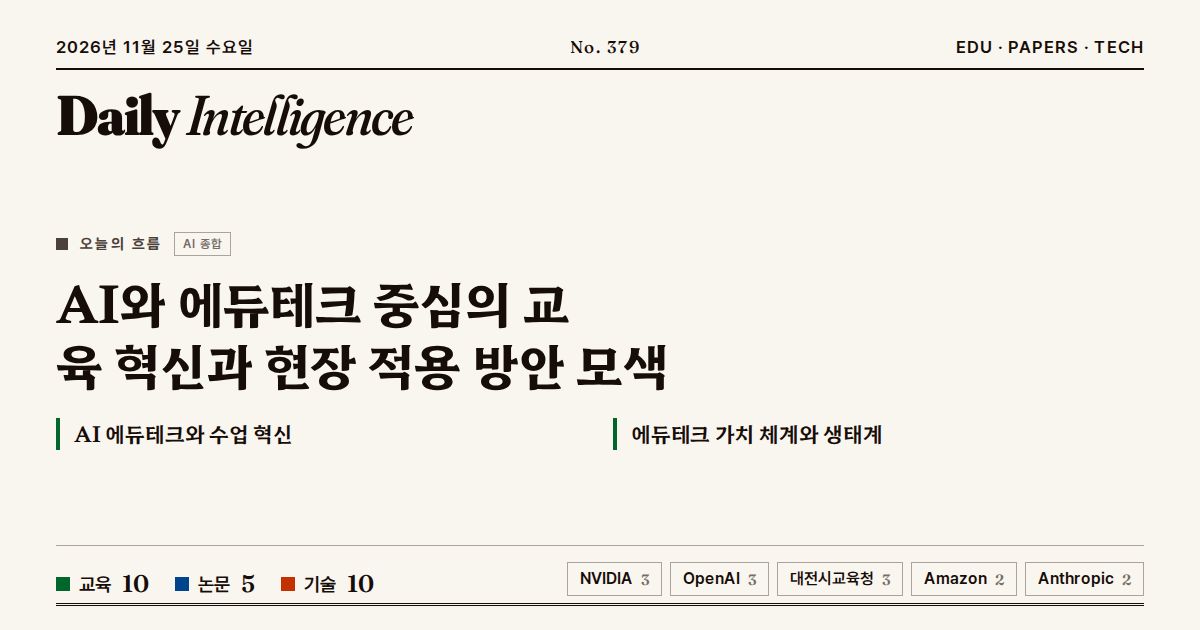 2026년 11월 25일 수요일
No. 379
EDU · PAPERS · TECH
Daily Intelligence
오늘의 흐름 AI 종합
AI와 에듀테크 중심의 교
육 혁신과 현장 적용 방안 모색
AI 에듀테크와 수업 혁신
에듀테크 가치 체계와 생태계
교육 10 논문 5 기술 10
NVIDIA 3 OpenAI 3 대전시교육청 3 Amazon 2 Anthropic 2